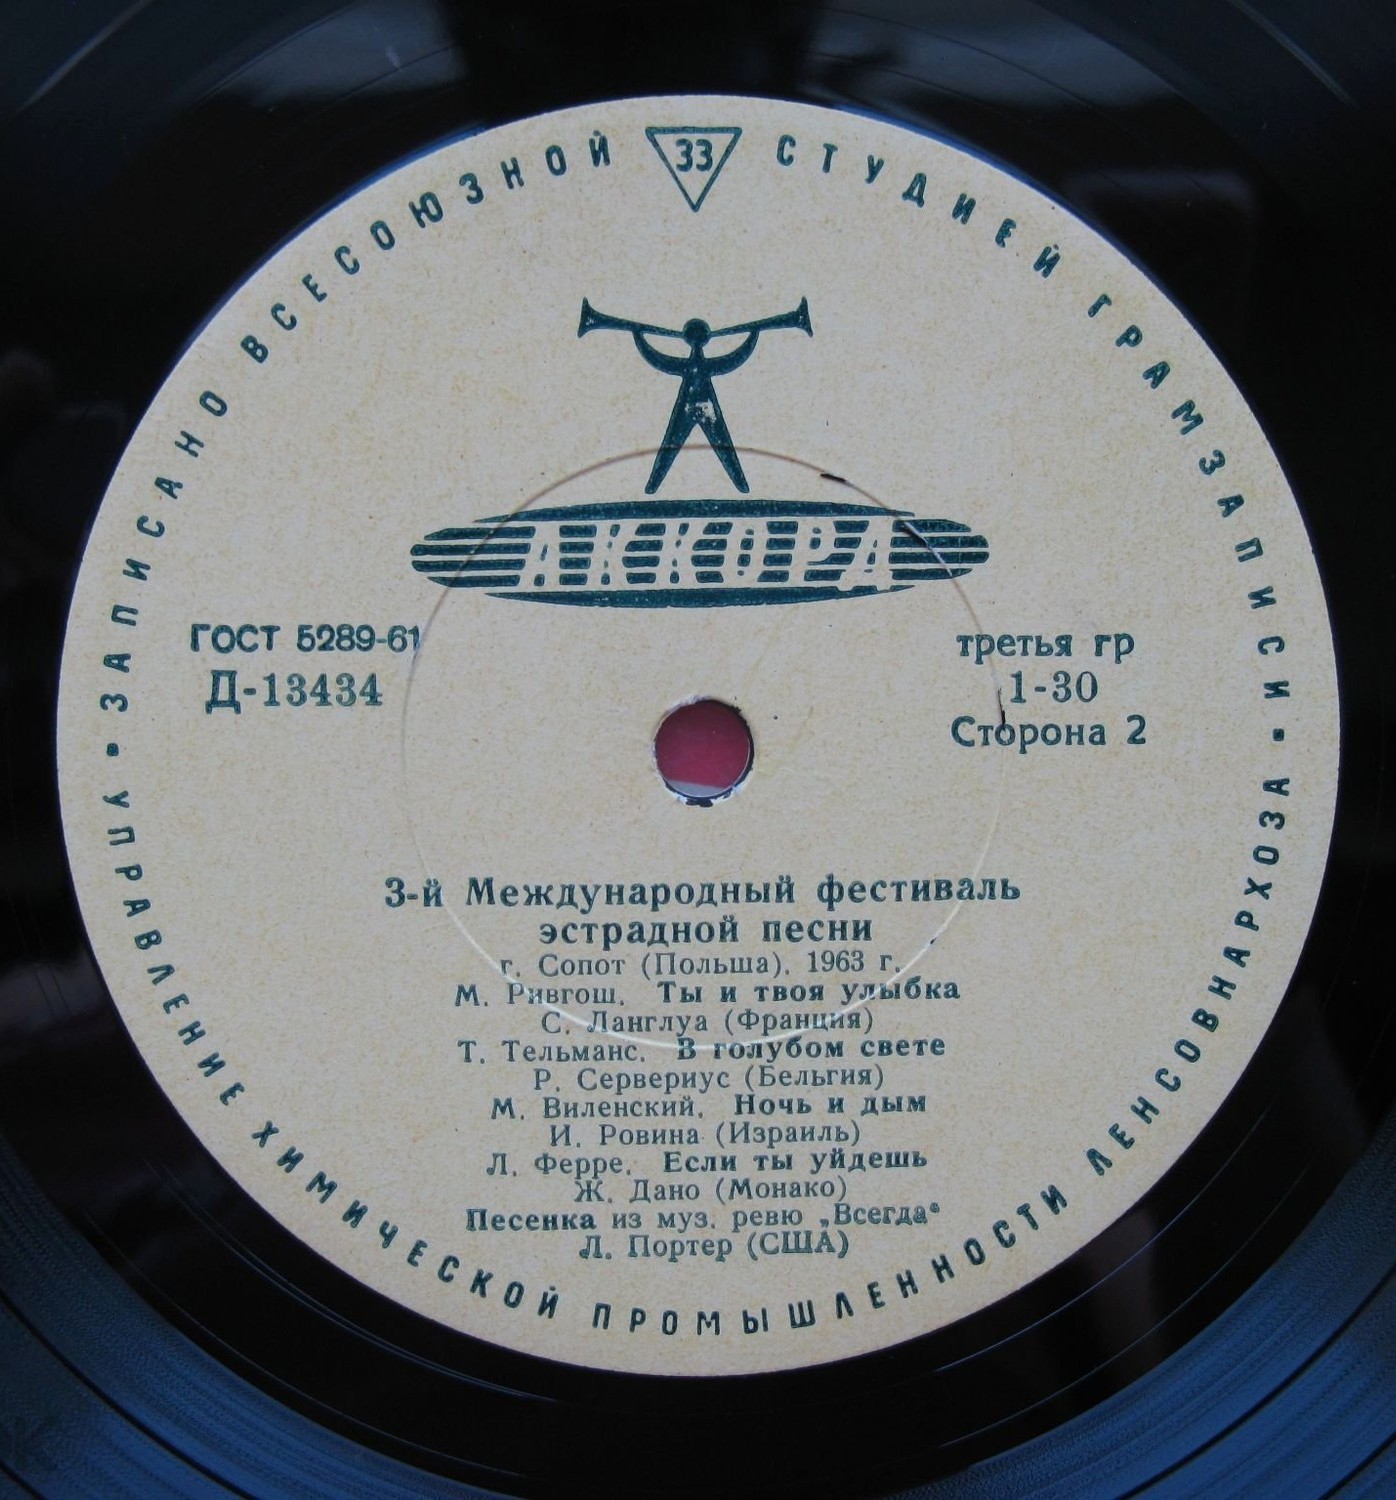 ЗАПИСАНО ВСЕСОЮЗНОЙ СТУДИЕЙ ГРАМЗАПИСИ
33
АККОРД
ГОСТ 5289-61
Д-13434
третья гр
1-30
Сторона 2
3-й Международный фестиваль
эстрадной песни
г. Сопот (Польша). 1963 г.
М. Ривгош. Ты и твоя улыбка
С. Ланглуа (Франция)
Т. Тельманс. В голубом свете
Р. Сервериус (Бельгия)
М. Виленский. Ночь и дым
И. Ровина (Израиль)
Л. Ферре. Если ты уйдешь
Ж. Дано (Монако)
Песенка из муз. ревю „Всегда“
Л. Портер (США)
УПРАВЛЕНИЕ ХИМИЧЕСКОЙ ПРОМЫШЛЕННОСТИ ЛЕНСОВНАРХОЗА